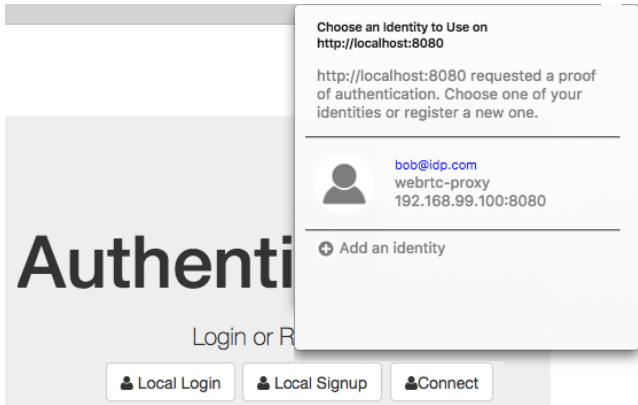 Choose an Identity to Use on
http://localhost:8080
http://localhost:8080 requested a proof
of authentication. Choose one of your
identities or register a new one.
bob@idp.com
webrtc-proxy
192.168.99.100:8080
Add an identity
Authenti
Login or R
Local Login
Local Signup
Connect